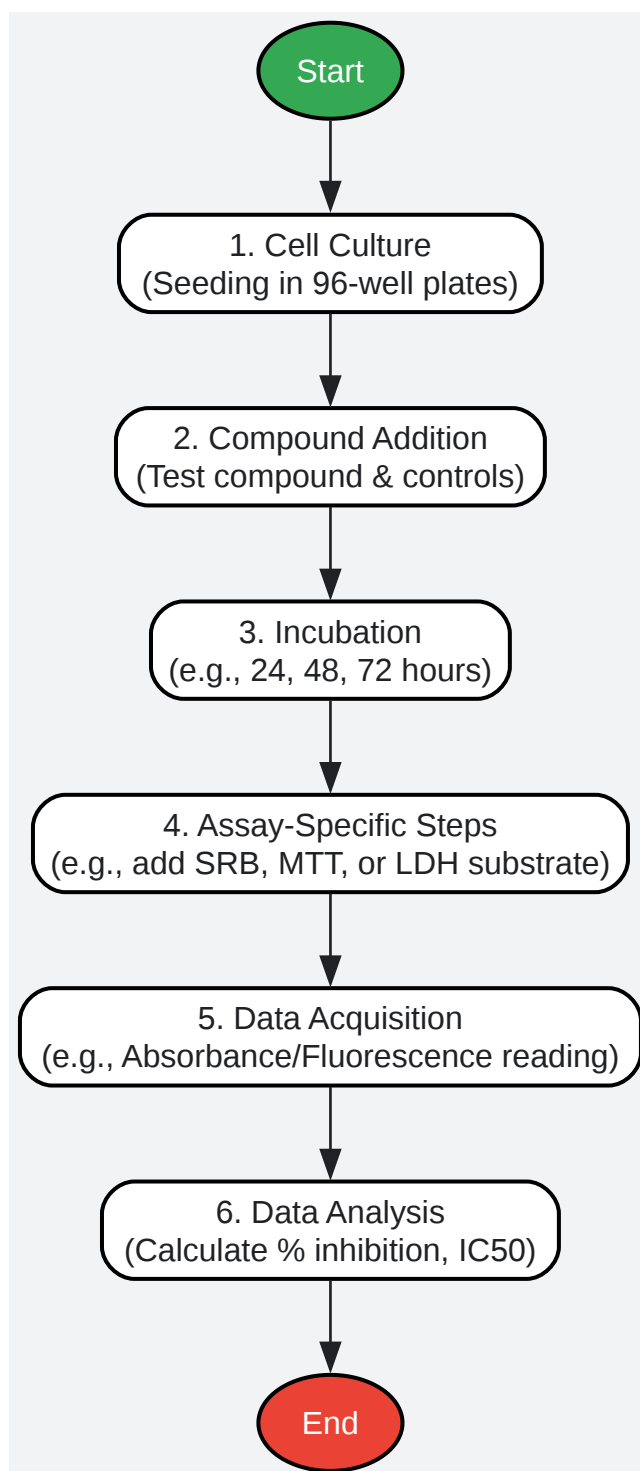 Start
1. Cell Culture
(Seeding in 96-well plates)
2. Compound Addition
(Test compound & controls)
3. Incubation
(e.g., 24, 48, 72 hours)
4. Assay-Specific Steps
(e.g., add SRB, MTT, or LDH substrate)
5. Data Acquisition
(e.g., Absorbance/Fluorescence reading)
6. Data Analysis
(Calculate % inhibition, IC50)
End